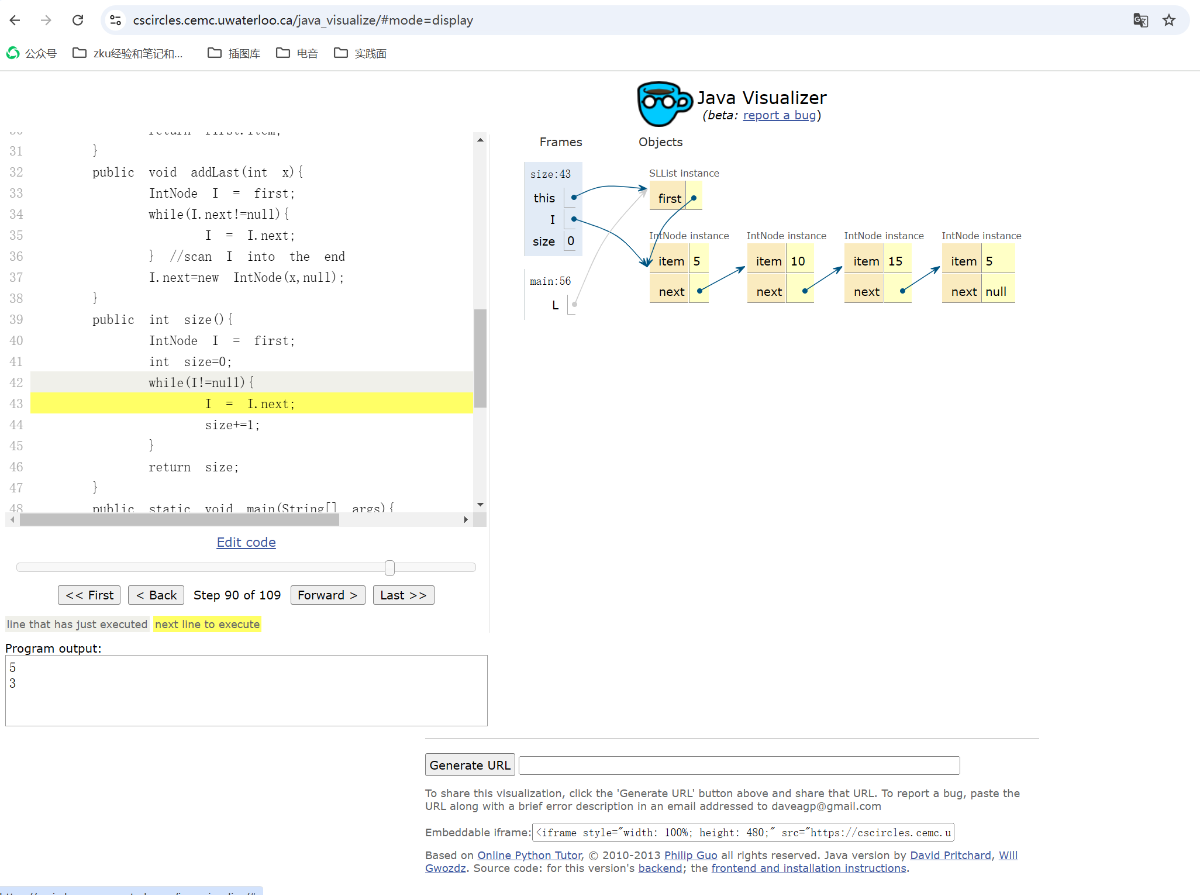 cscircles.cemc.uwaterloo.ca/java_visualize/#mode=display
公众号 zku经验和笔记和... 插图库 电音 实践面
Java Visualizer
(beta: report a bug)
Frames Objects
return first.item;
31 }
32 public void addLast(int x){
33 IntNode I = first;
34 while(I.next!=null){
35 I = I.next;
36 } //scan I into the end
37 I.next=new IntNode(x,null);
38 }
39 public int size(){
40 IntNode I = first;
41 int size=0;
42 while(I!=null){
43 I = I.next;
44 size+=1;
45 }
46 return size;
47 }
48 public static void main(String[] args){
size:43
this
I
size 0
main:56
L
SLList instance
first
IntNode instance IntNode instance IntNode instance IntNode instance
item 5 item 10 item 15 item 5
next next next next null
Edit code
<< First < Back Step 90 of 109 Forward > Last >>
line that has just executed next line to execute
Program output:
5
3
Generate URL
To share this visualization, click the 'Generate URL' button above and share that URL. To report a bug, paste the
URL along with a brief error description in an email addressed to daveagp@gmail.com
Embeddable iframe: <iframe style="width: 100%; height: 480;" src="https://cscircles.cemc.u
Based on Online Python Tutor, © 2010-2013 Philip Guo all rights reserved. Java version by David Pritchard, Will
Gwozdz. Source code: for this version's backend; the frontend and installation instructions.